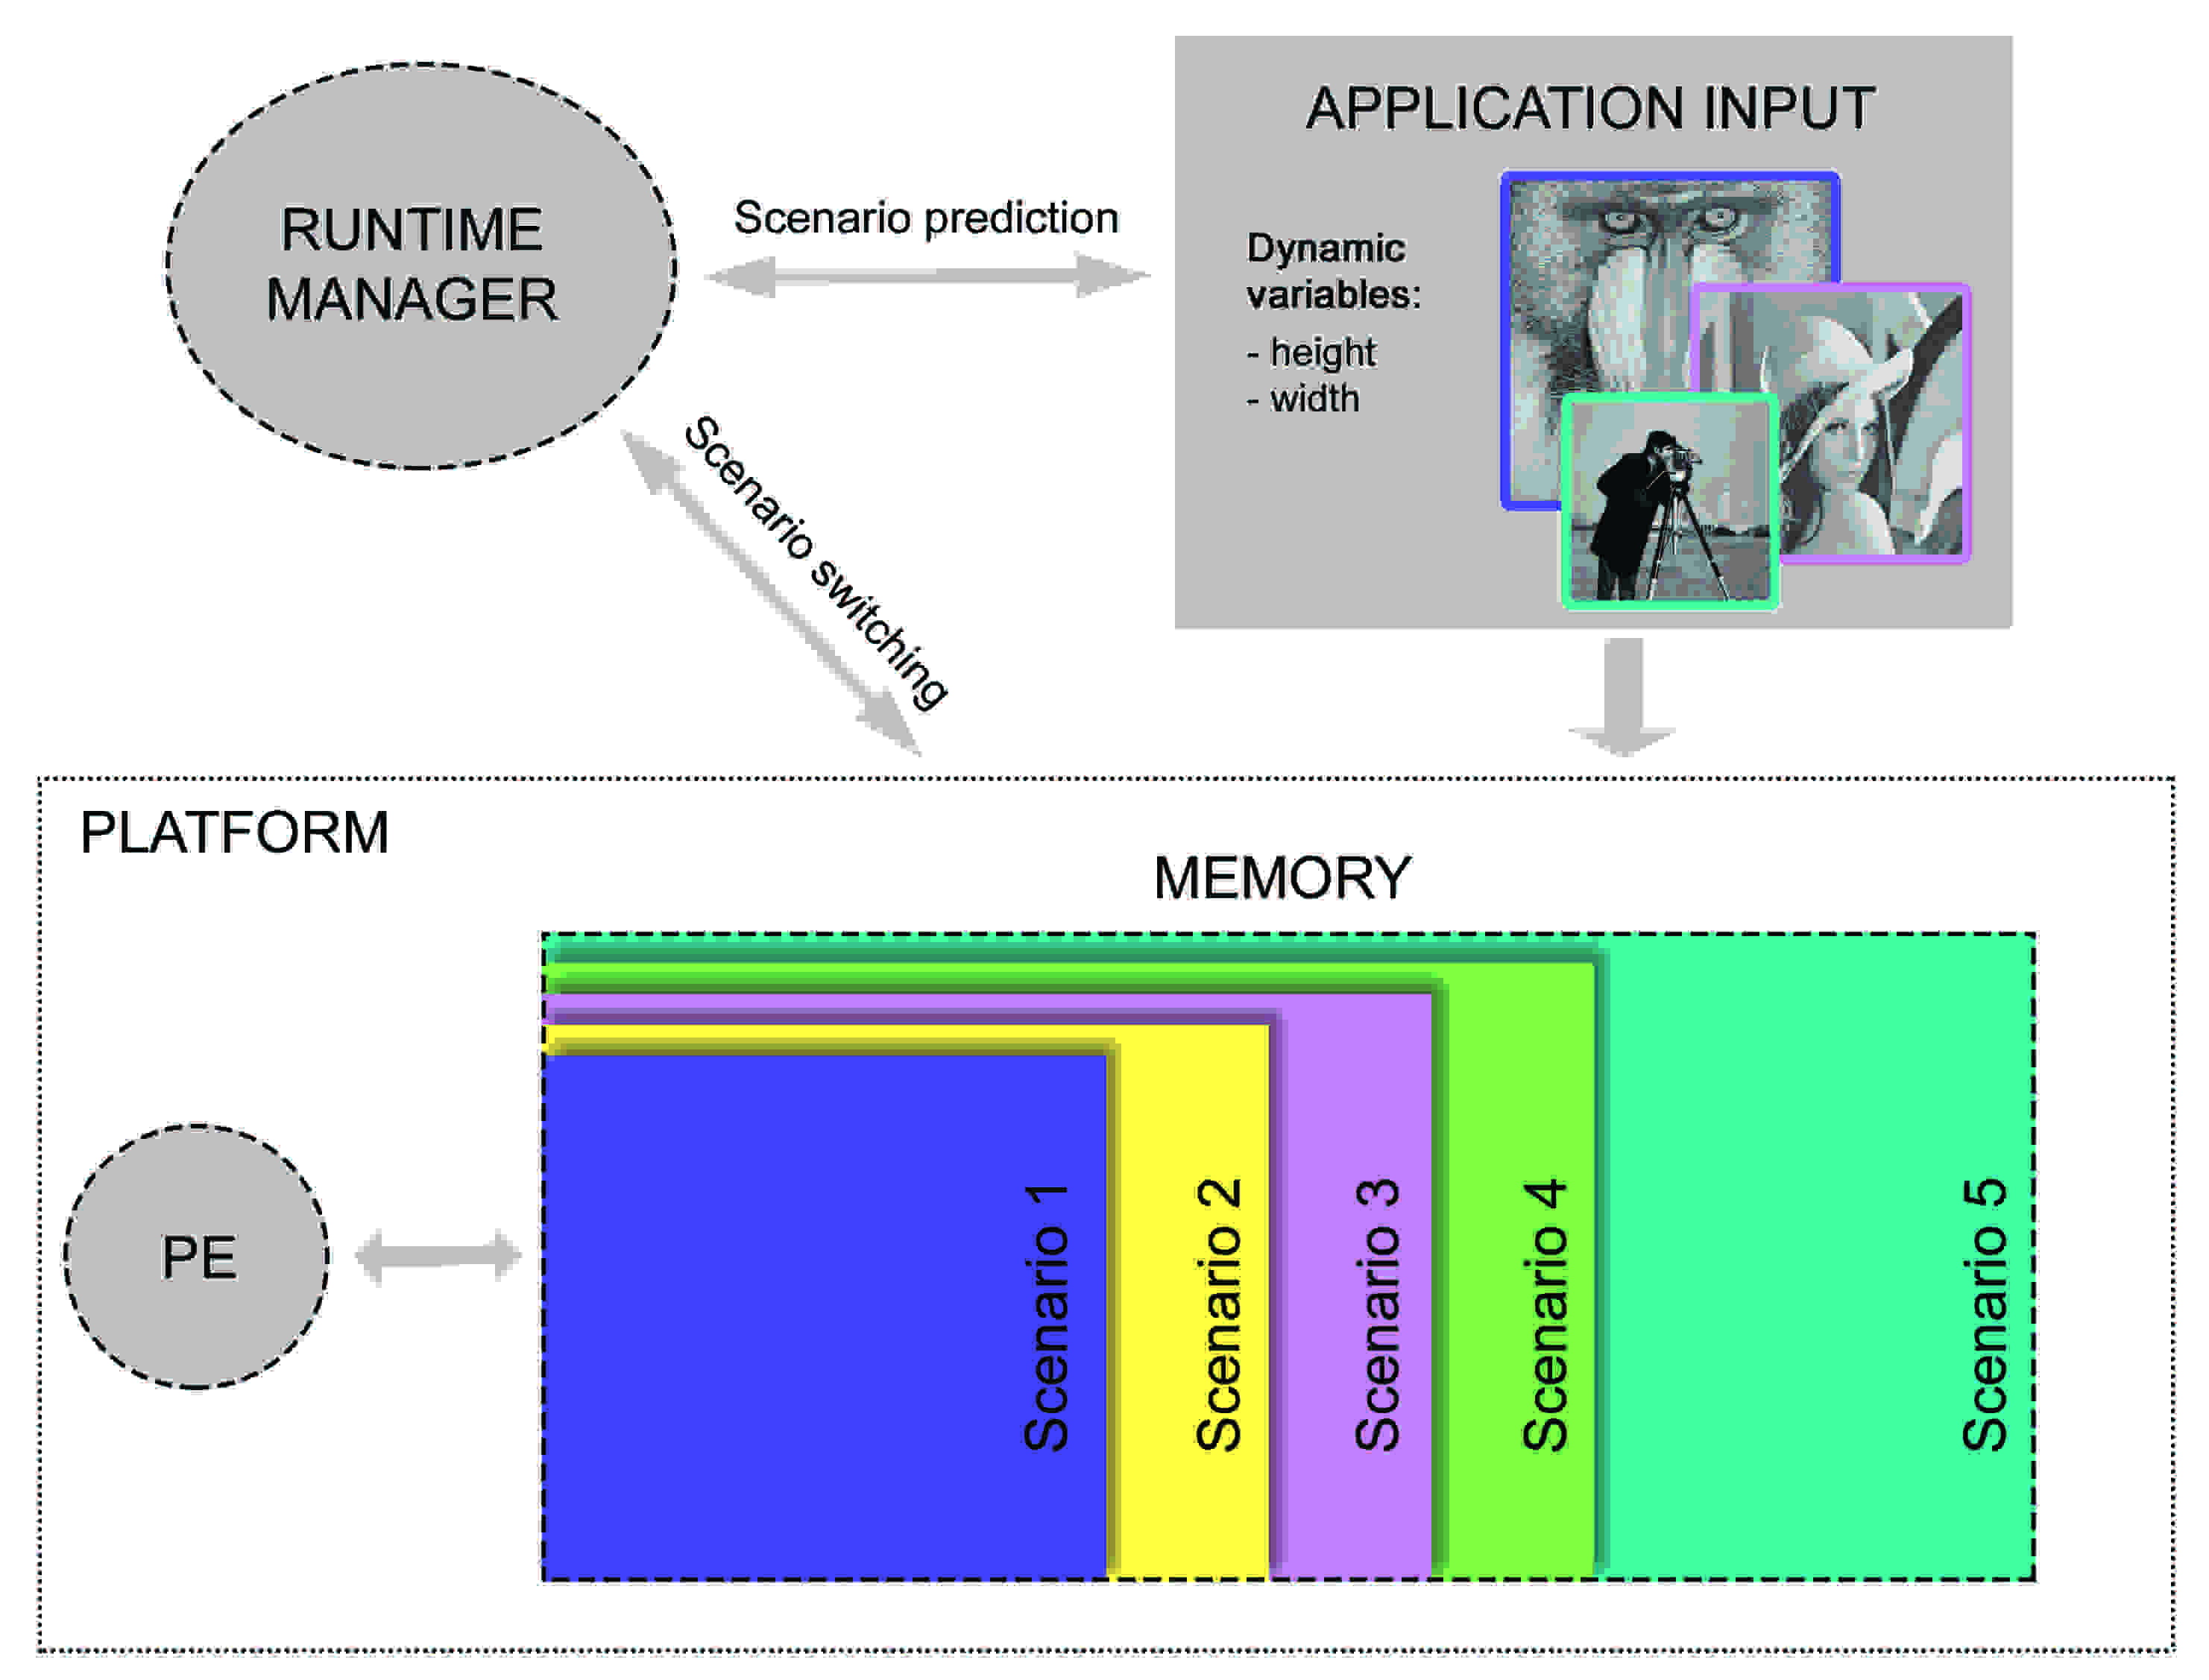 RUNTIME
MANAGER
Scenario prediction
APPLICATION INPUT
Dynamic
variables:
- height
- width
Scenario switching
PLATFORM
MEMORY
PE
Scenario 1
Scenario 2
Scenario 3
Scenario 4
Scenario 5